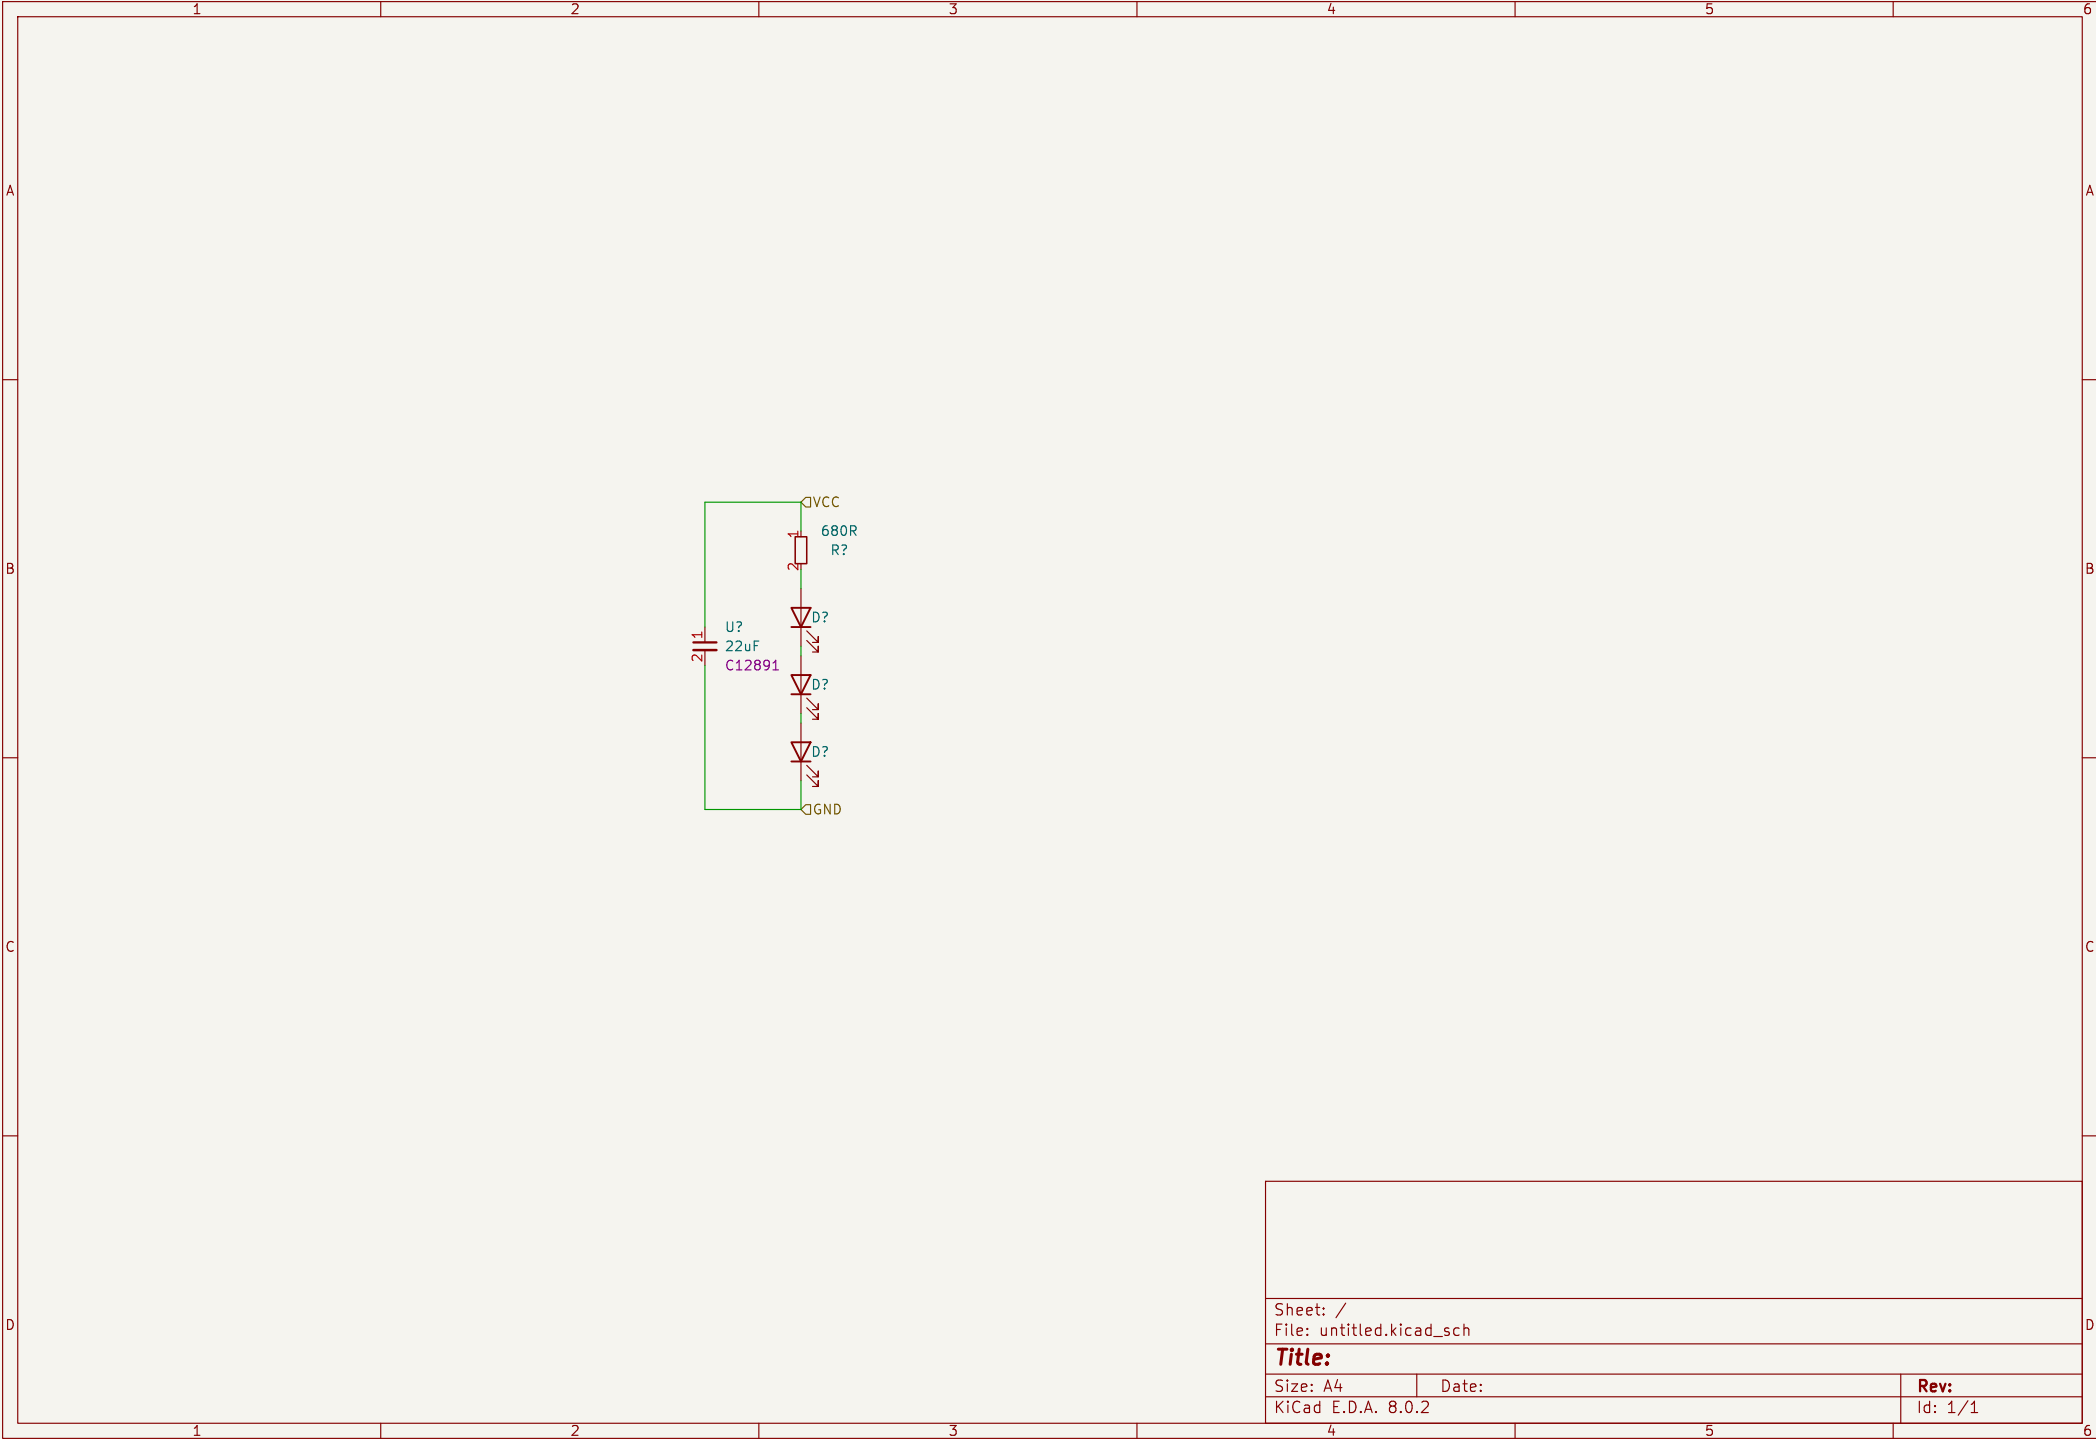 1 2 3 4 5 6
A A
VCC
680R
1
R?
2
B B
D?
U?
1
22uF
2
C12891
D?
D?
GND
C C
Sheet: /
File: untitled.kicad_sch
D D
Title:
Size: A4 Date: Rev:
KiCad E.D.A. 8.0.2 Id: 1/1
1 2 3 4 5 6